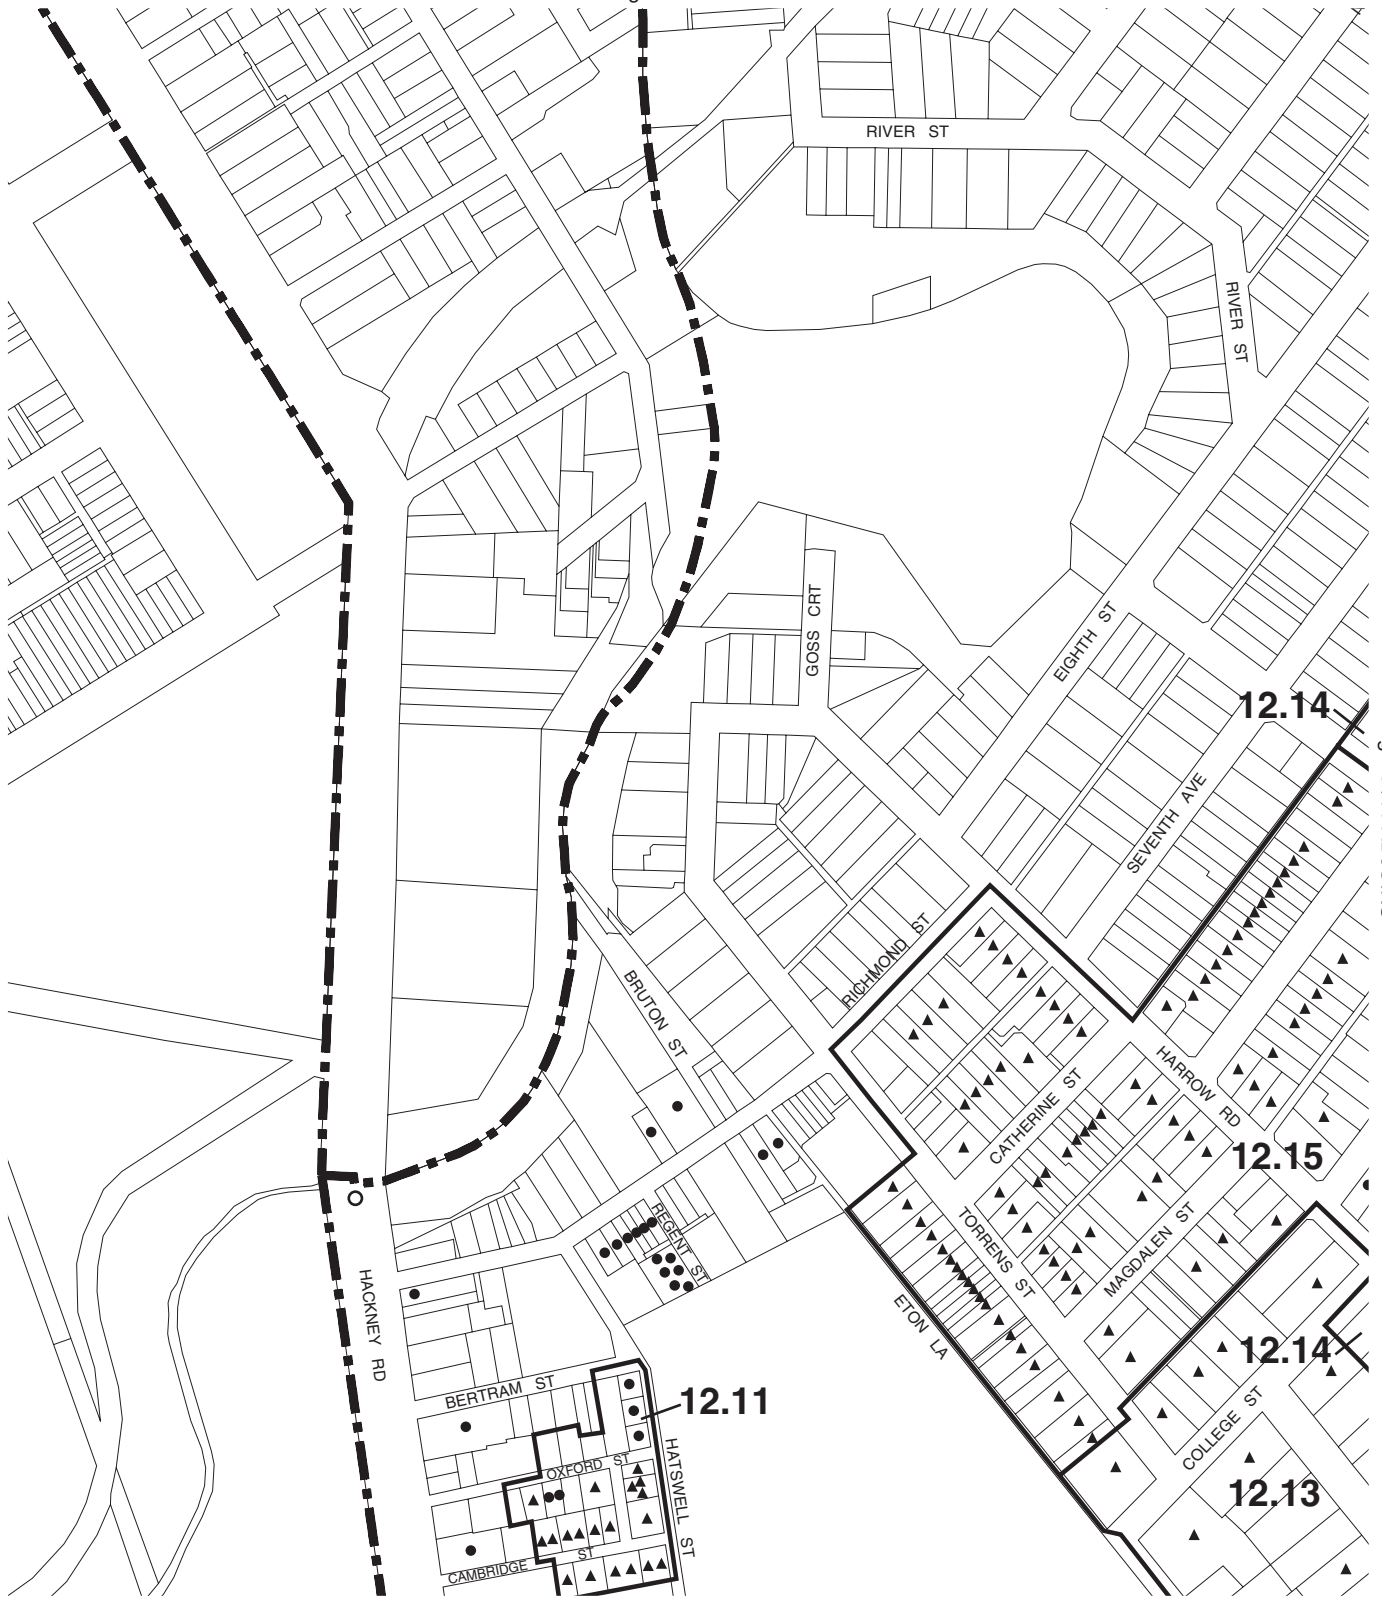 RIVER ST
RIVER ST
GOSS CRT
EIGHTH ST
12.14
SEVENTH AVE
RICHMOND ST
BRUTON ST
HARROW RD
CATHERINE ST
12.15
TORRENS ST
MAGDALEN ST
REGENT ST
HACKNEY RD
ETON LA
12.14
BERTRAM ST
12.11
COLLEGE ST
OXFORD ST
HATSWELL ST
12.13
CAMBRIDGE ST